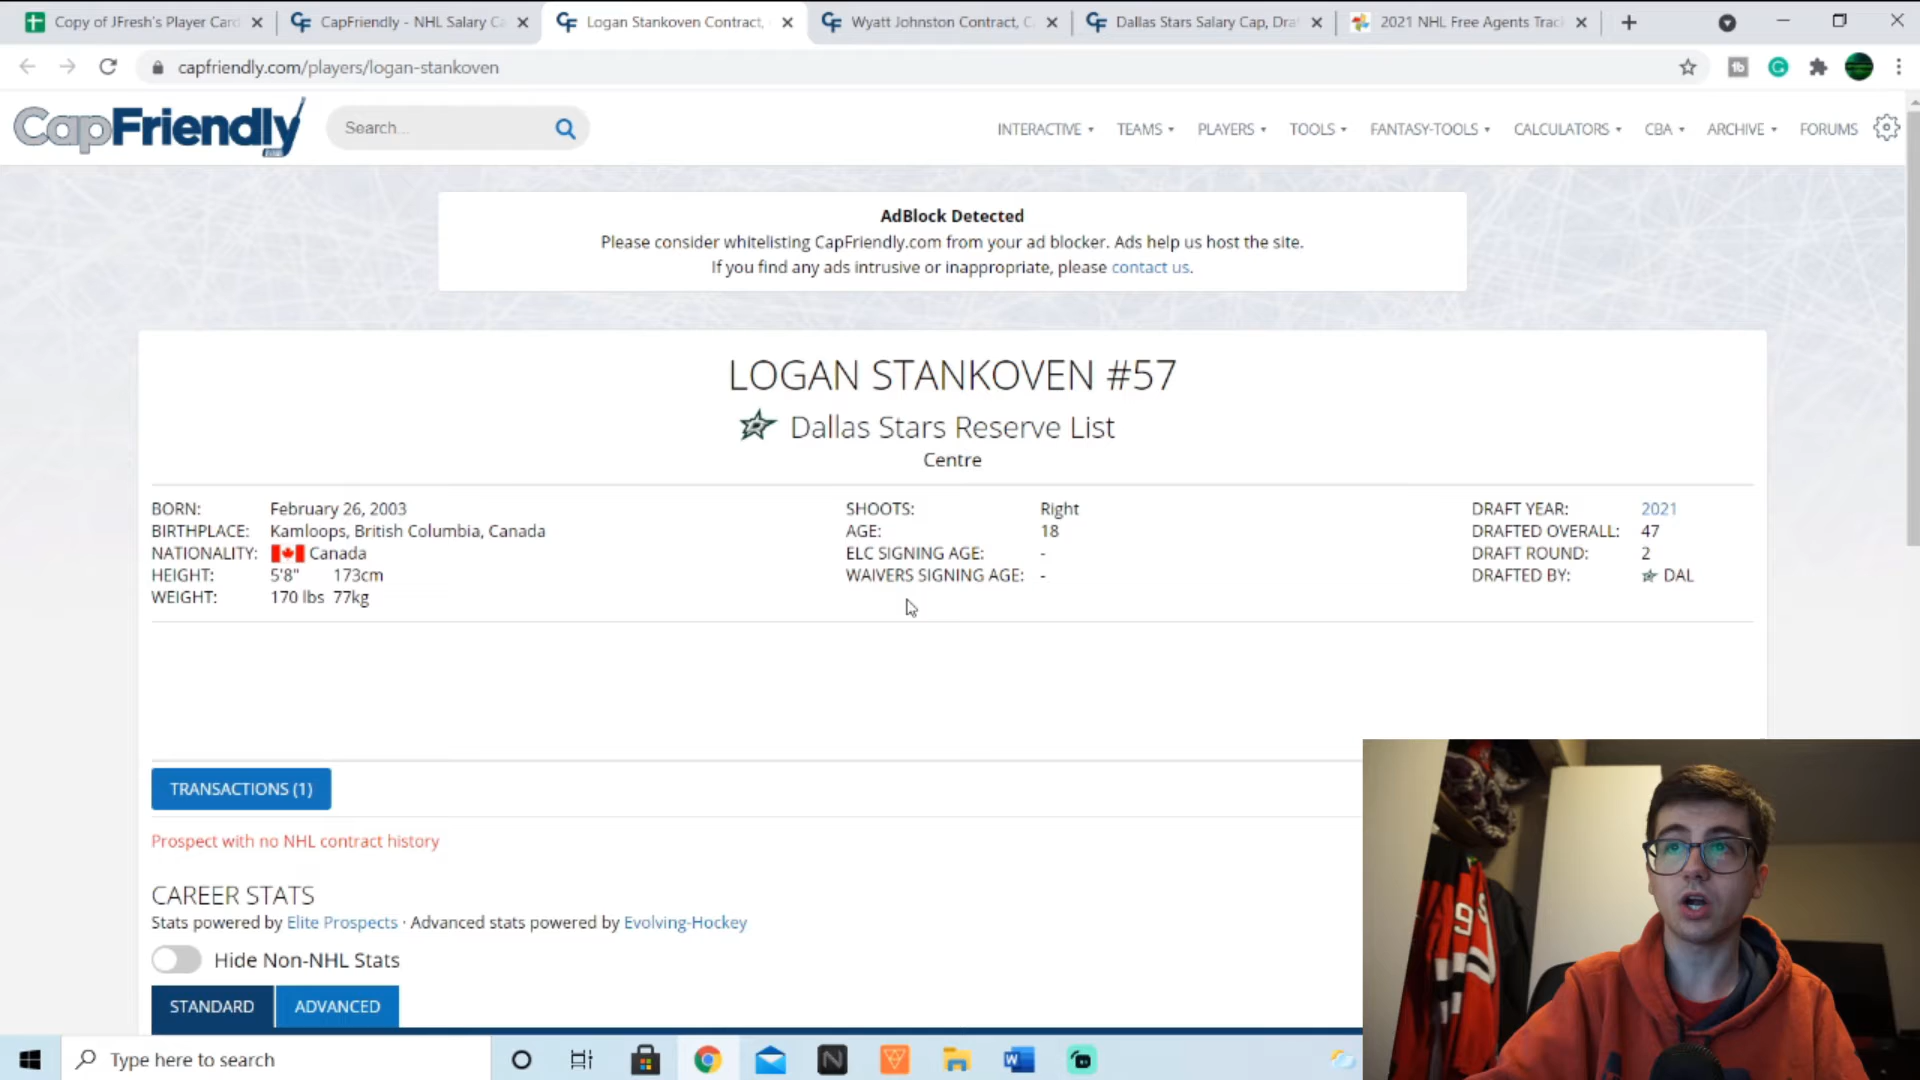 Copy of JFresh's Player Card
CapFriendly - NHL Salary Ca
Logan Stankoven Contract,
Wyatt Johnston Contract, C
Dallas Stars Salary Cap, Dra
2021 NHL Free Agents Trac
capfriendly.com/players/logan-stankoven
CapFriendly
Search...
INTERACTIVE
TEAMS
PLAYERS
TOOLS
FANTASY-TOOLS
CALCULATORS
CBA
ARCHIVE
FORUMS
AdBlock Detected
Please consider whitelisting CapFriendly.com from your ad blocker. Ads help us host the site.
If you find any ads intrusive or inappropriate, please contact us.
LOGAN STANKOVEN #57
Dallas Stars Reserve List
Centre
BORN: February 26, 2003
BIRTHPLACE: Kamloops, British Columbia, Canada
NATIONALITY: Canada
HEIGHT: 5'8" 173cm
WEIGHT: 170 lbs 77kg
SHOOTS: Right
AGE: 18
ELC SIGNING AGE: -
WAIVERS SIGNING AGE: -
DRAFT YEAR: 2021
DRAFTED OVERALL: 47
DRAFT ROUND: 2
DRAFTED BY: DAL
TRANSACTIONS (1)
Prospect with no NHL contract history
CAREER STATS
Stats powered by Elite Prospects · Advanced stats powered by Evolving-Hockey
Hide Non-NHL Stats
STANDARD
ADVANCED
Type here to search